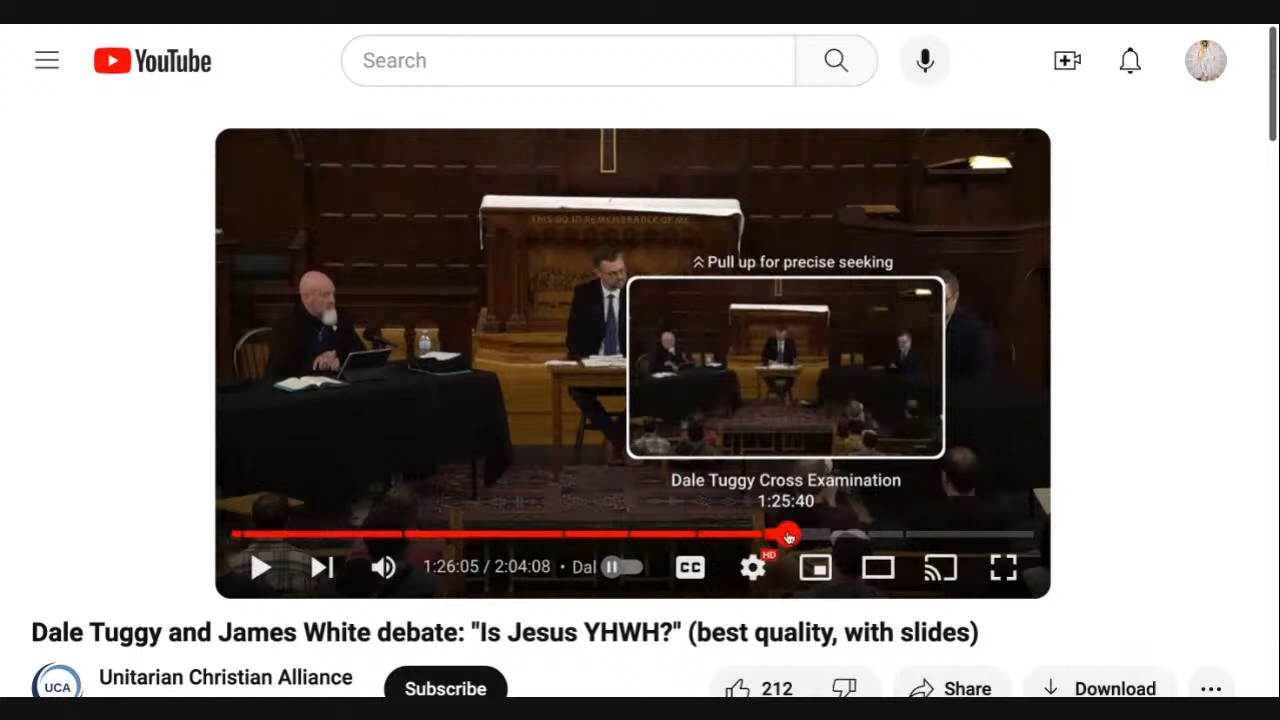 YouTube
Search
THIS DO IN REMEMBRANCE OF ME
Pull up for precise seeking
Dale Tuggy Cross Examination
1:25:40
1:26:05 / 2:04:08 • Dal
CC
HD
Dale Tuggy and James White debate: "Is Jesus YHWH?" (best quality, with slides)
UCA
Unitarian Christian Alliance
Subscribe
212
Share
Download